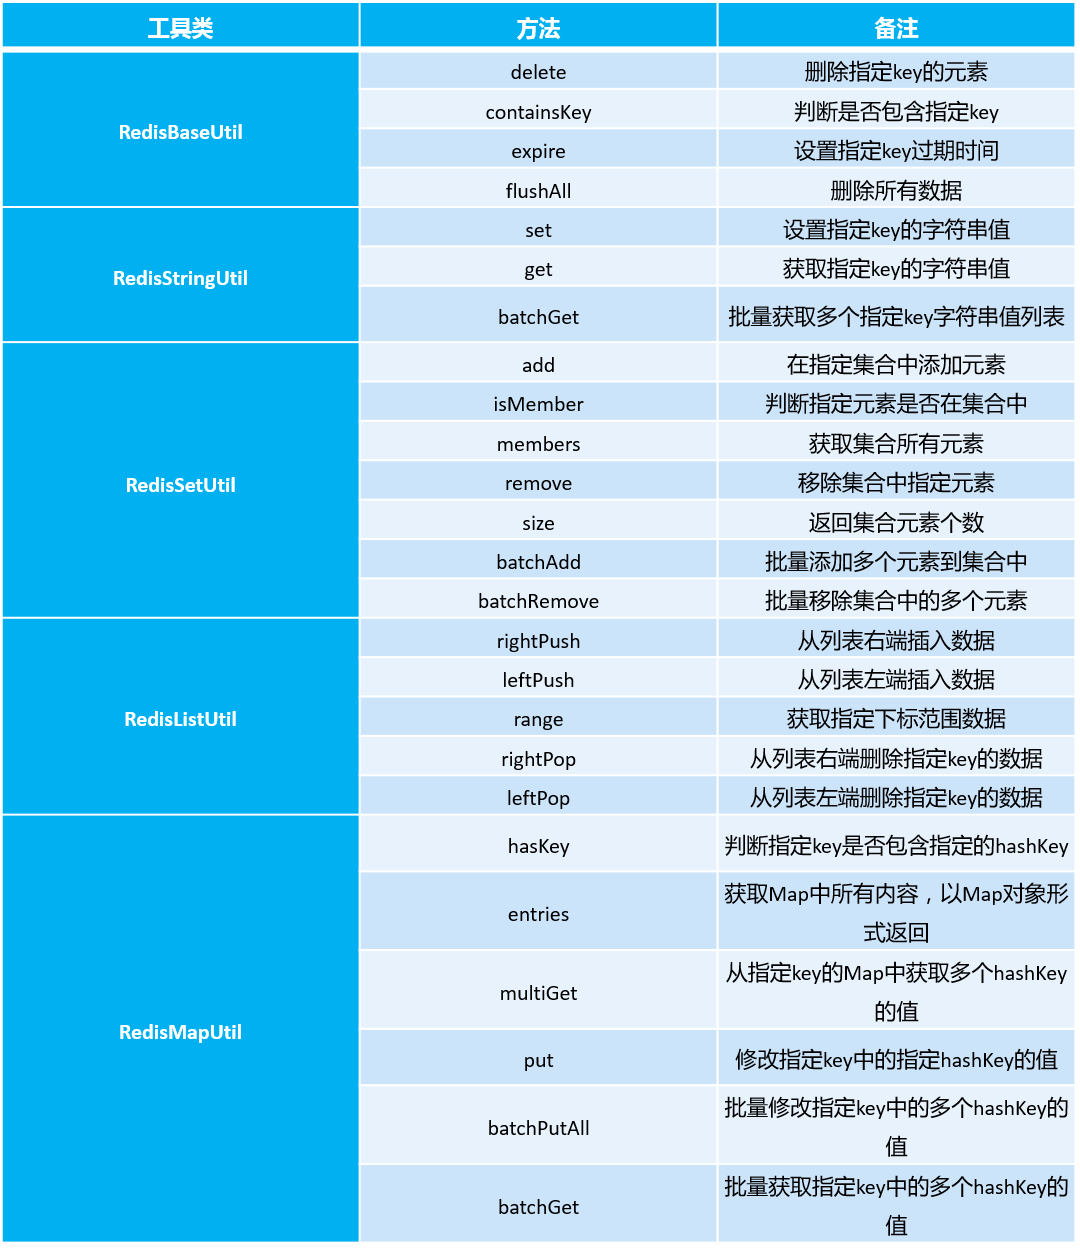 工具类 方法 备注
RedisBaseUtil
delete 删除指定key的元素
containsKey 判断是否包含指定key
expire 设置指定key过期时间
flushAll 删除所有数据
RedisStringUtil
set 设置指定key的字符串值
get 获取指定key的字符串值
batchGet 批量获取多个指定key字符串值列表
RedisSetUtil
add 在指定集合中添加元素
isMember 判断指定元素是否在集合中
members 获取集合所有元素
remove 移除集合中指定元素
size 返回集合元素个数
batchAdd 批量添加多个元素到集合中
batchRemove 批量移除集合中的多个元素
RedisListUtil
rightPush 从列表右端插入数据
leftPush 从列表左端插入数据
range 获取指定下标范围数据
rightPop 从列表右端删除指定key的数据
leftPop 从列表左端删除指定key的数据
RedisMapUtil
hasKey 判断指定key是否包含指定的hashKey
entries 获取Map中所有内容，以Map对象形
式返回
multiGet 从指定key的Map中获取多个hashKey
的值
put 修改指定key中的指定hashKey的值
batchPutAll 批量修改指定key中的多个hashKey的
值
batchGet 批量获取指定key中的多个hashKey的
值